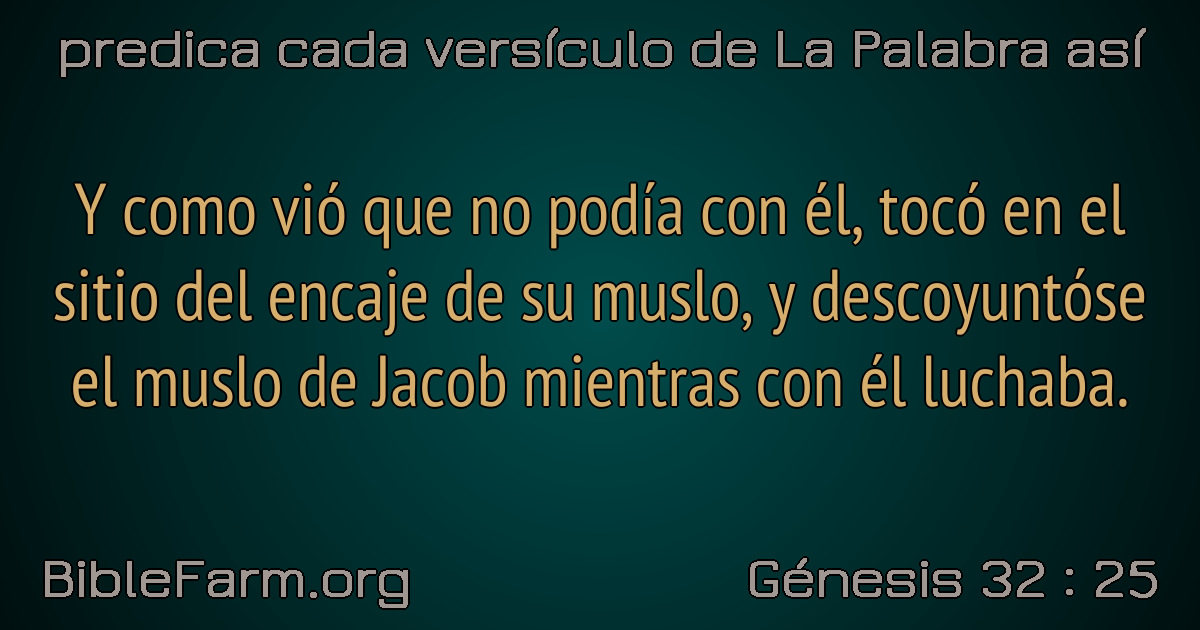 predica cada versículo de La Palabra así
Y como vió que no podía con él, tocó en el
sitio del encaje de su muslo, y descoyuntóse
el muslo de Jacob mientras con él luchaba.
BibleFarm.org
Génesis 32 : 25